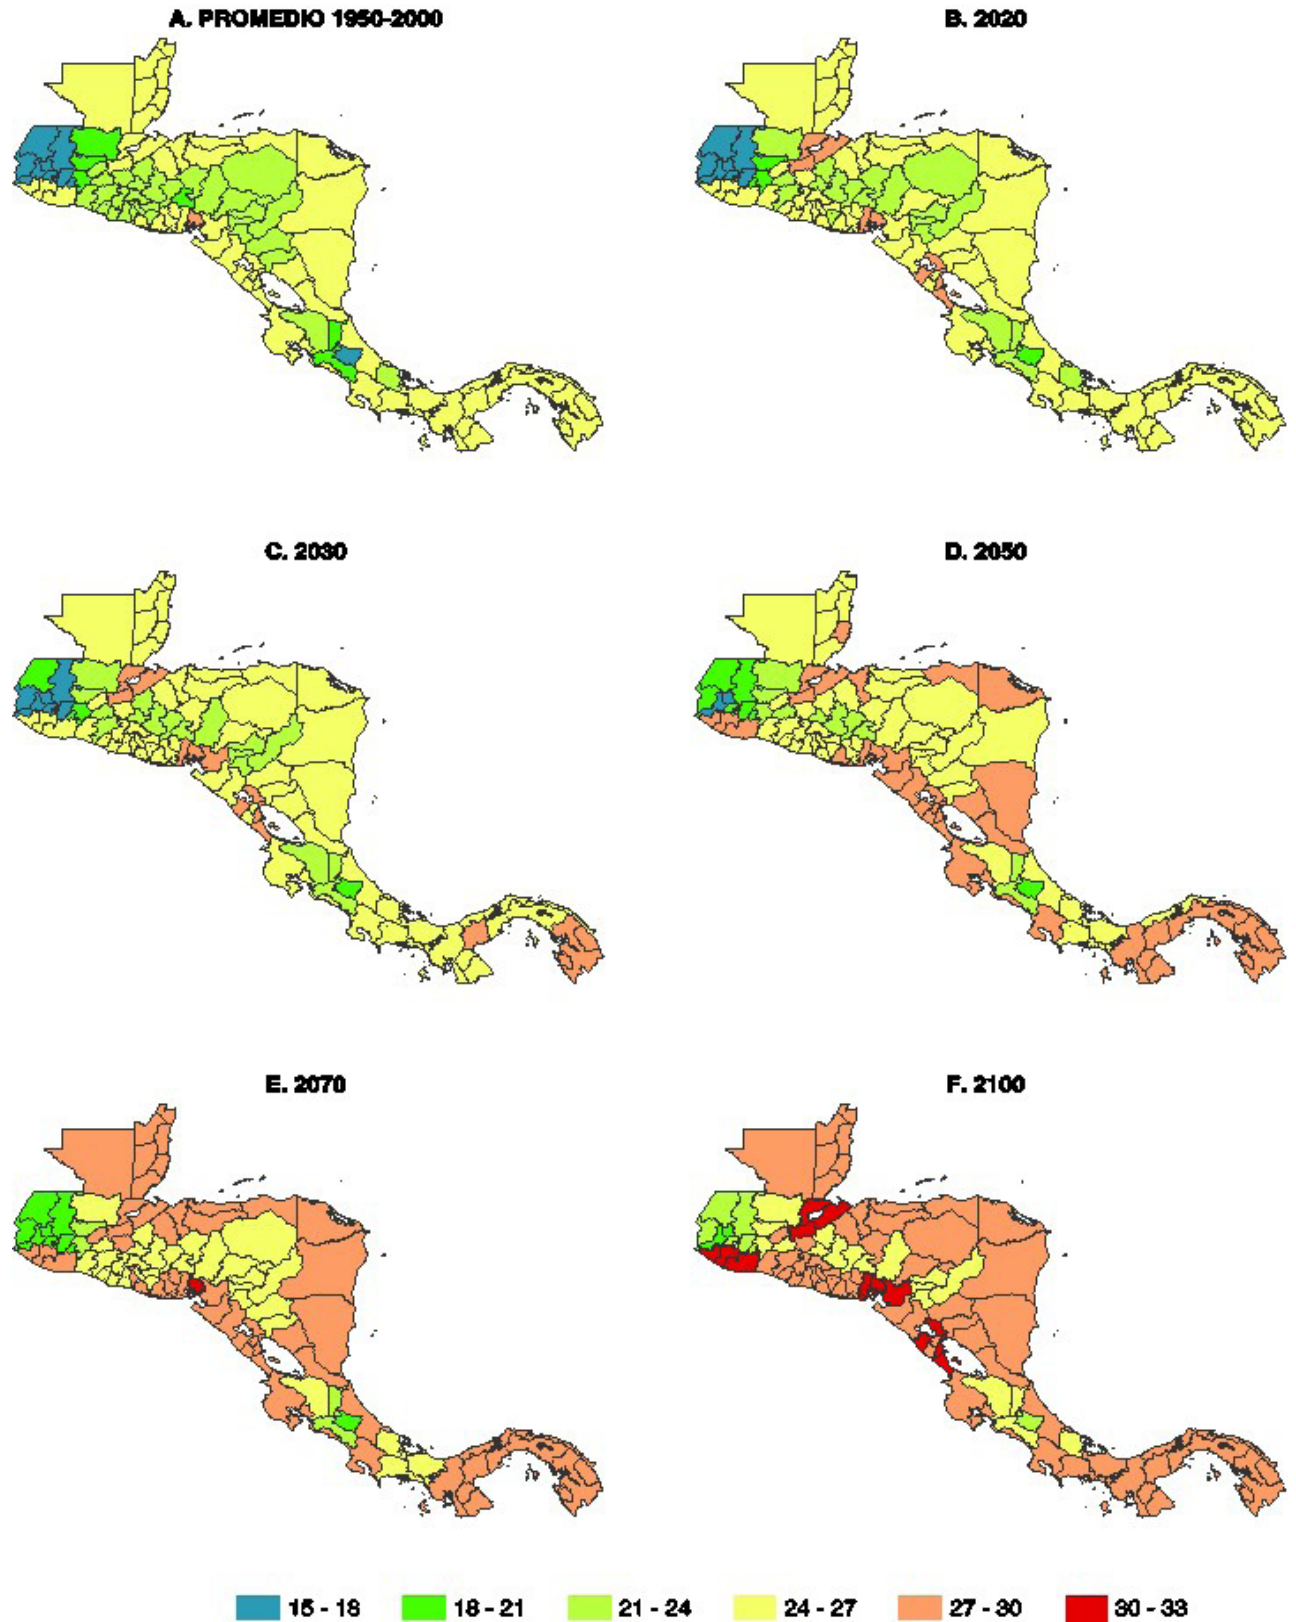 A. PROMEDIO 1950-2000
B. 2020
C. 2030
D. 2050
E. 2070
F. 2100
15 - 18
18 - 21
21 - 24
24 - 27
27 - 30
30 - 33